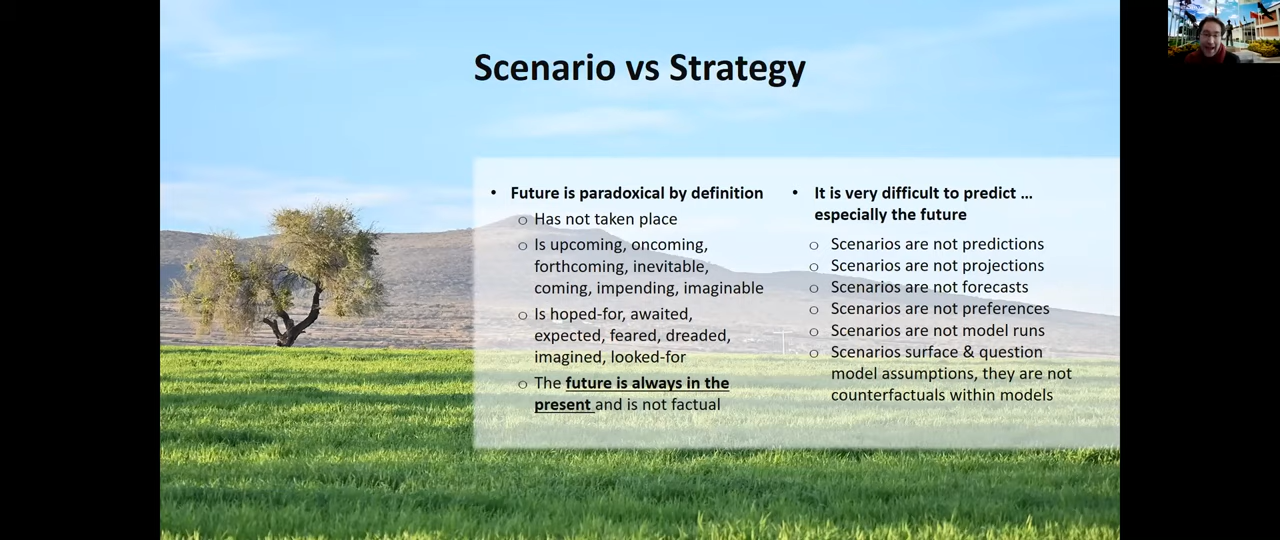 Scenario vs Strategy
• Future is paradoxical by definition
o Has not taken place
o Is upcoming, oncoming,
forthcoming, inevitable,
coming, impending, imaginable
o Is hoped-for, awaited,
expected, feared, dreaded,
imagined, looked-for
o The future is always in the
present and is not factual
• It is very difficult to predict ...
especially the future
o Scenarios are not predictions
o Scenarios are not projections
o Scenarios are not forecasts
o Scenarios are not preferences
o Scenarios are not model runs
o Scenarios surface & question
model assumptions, they are not
counterfactuals within models